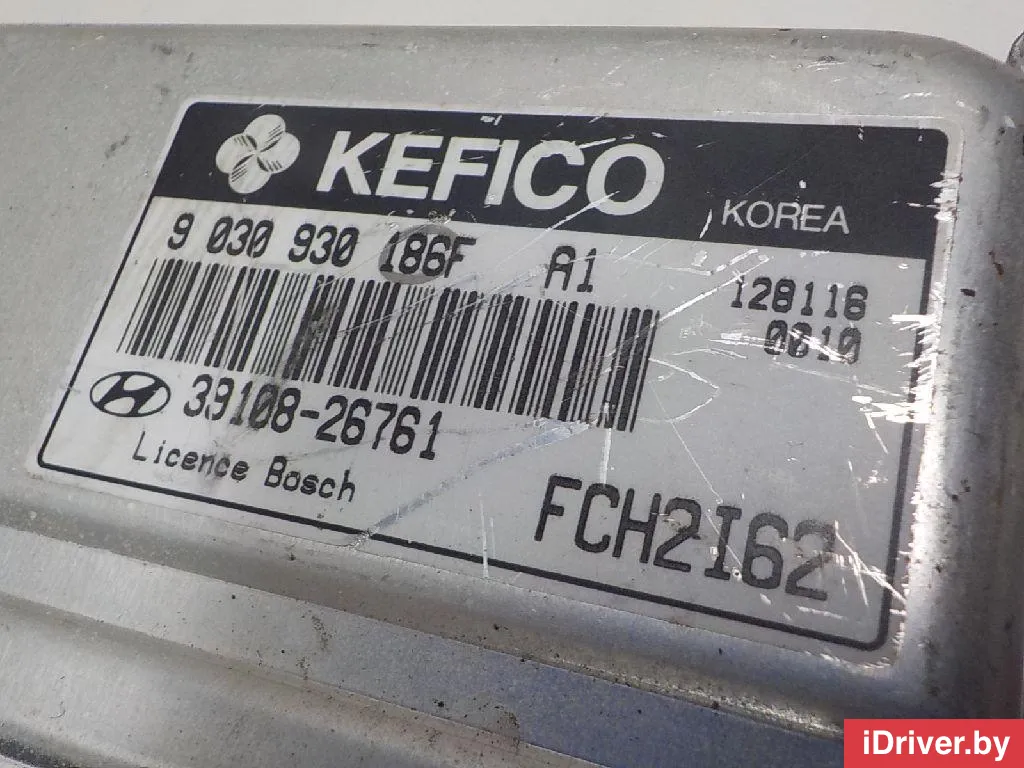 KEFICO KOREA
9 030 930 186F A1
128116
0010
39108-26761
Licence Bosch
FCH2I62
iDriver.by